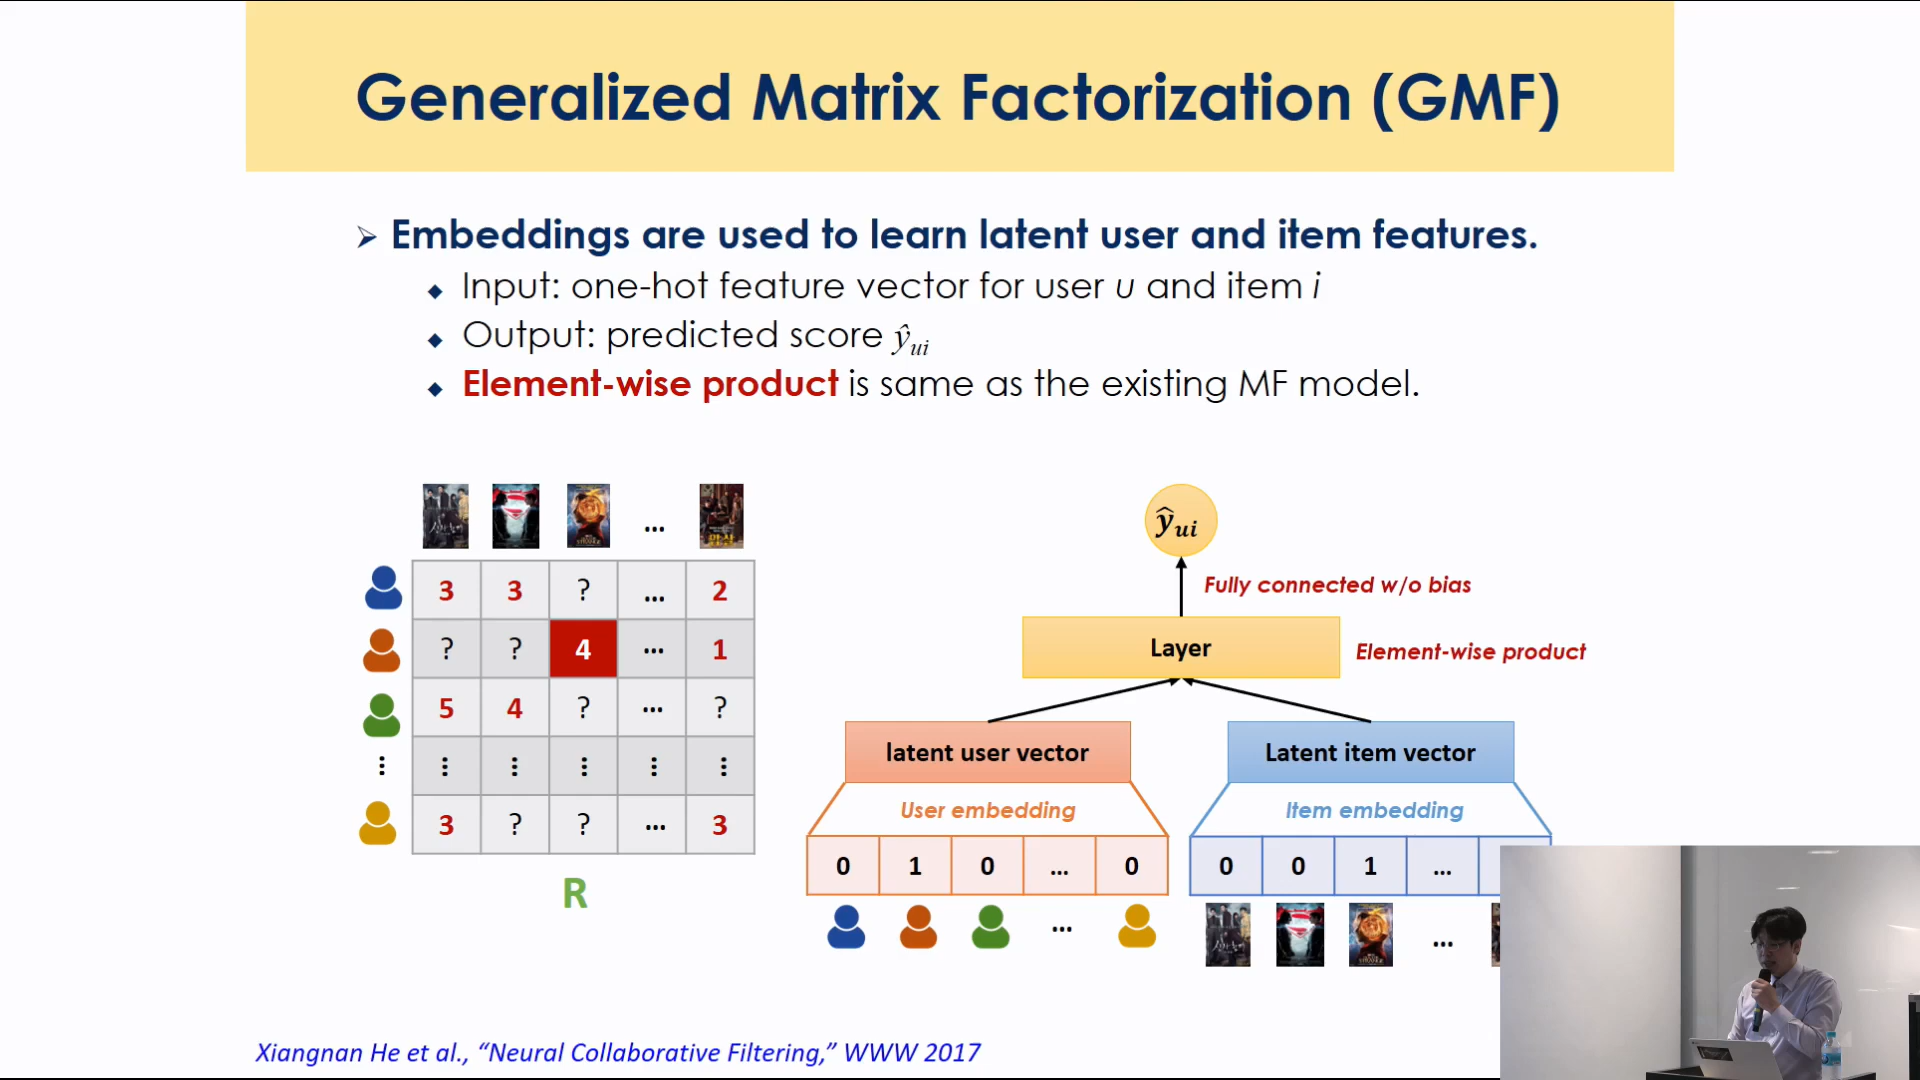 Generalized Matrix Factorization (GMF)
➢ Embeddings are used to learn latent user and item features.
◆ Input: one-hot feature vector for user u and item i
◆ Output: predicted score ŷui
◆ Element-wise product is same as the existing MF model.
...
3 3 ? ... 2
? ? 4 ... 1
5 4 ? ... ?
⋮ ⋮ ⋮ ⋮ ⋮ ⋮
3 ? ? ... 3
R
ŷui
Fully connected w/o bias
Layer
Element-wise product
latent user vector
Latent item vector
User embedding
Item embedding
0 1 0 ... 0
0 0 1 ...
...
...
Xiangnan He et al., “Neural Collaborative Filtering,” WWW 2017